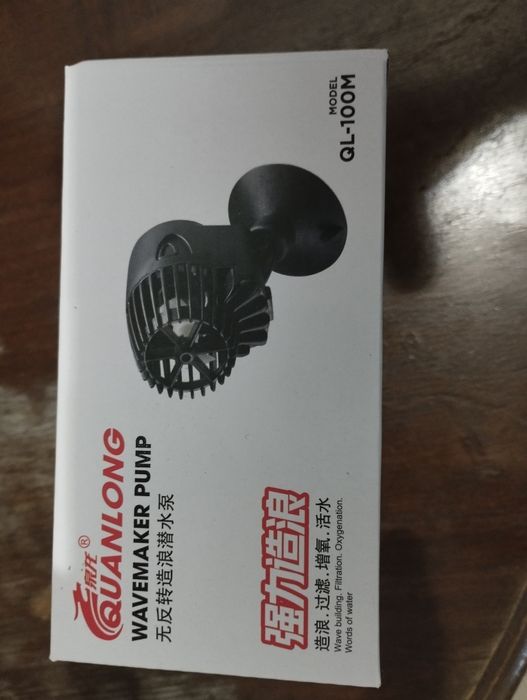 泉龙®
QUANLONG
WAVEMAKER PUMP
无反转造浪潜水泵
强力造浪
造浪.过滤.增氧.活水
Wave building. Filtration. Oxygenation.
Words of water
MODEL
QL-100M